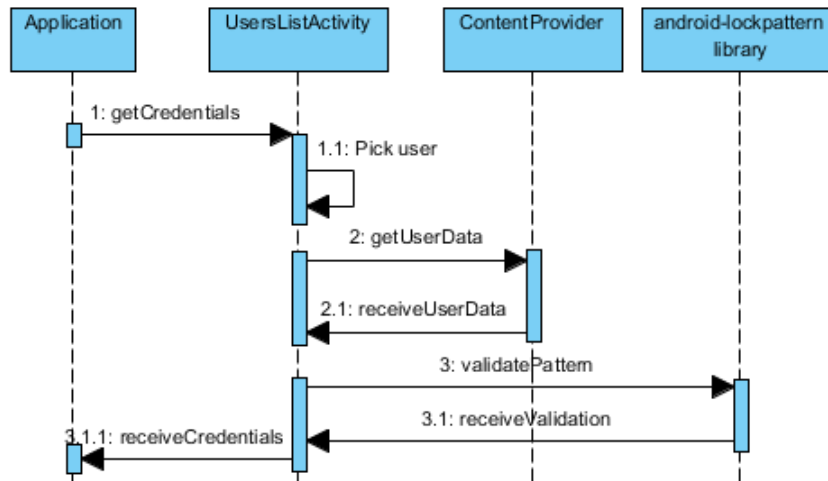 Application
UsersListActivity
ContentProvider
android-lockpattern
library
1: getCredentials
1.1: Pick user
2: getUserData
2.1: receiveUserData
3: validatePattern
3.1: receiveValidation
3.1.1: receiveCredentials